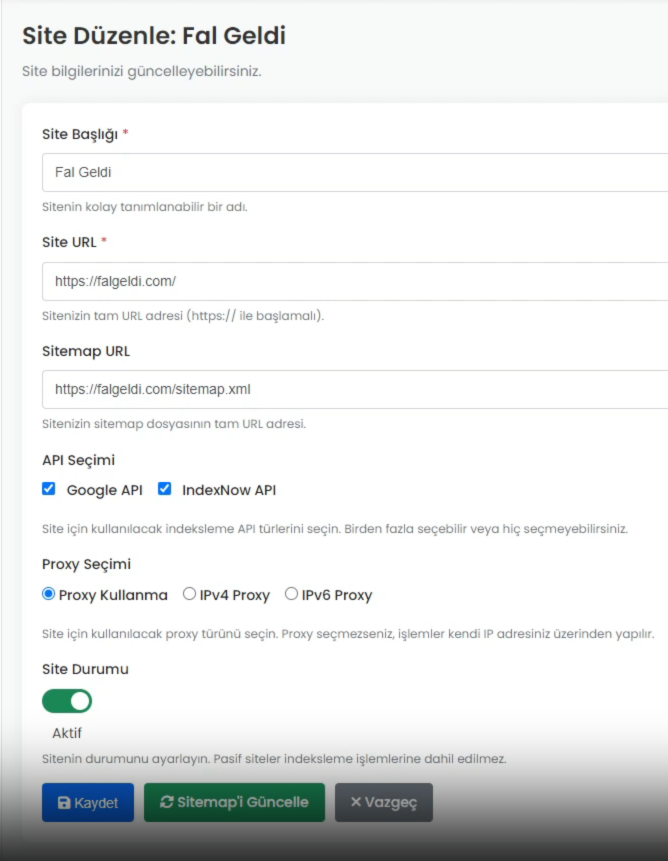 Site Düzenle: Fal Geldi
Site bilgilerinizi güncelleyebilirsiniz.
Site Başlığı *
Fal Geldi
Sitenin kolay tanımlanabilir bir adı.
Site URL *
https://falgeldi.com/
Sitenizin tam URL adresi (https:// ile başlamalı).
Sitemap URL
https://falgeldi.com/sitemap.xml
Sitenizin sitemap dosyasının tam URL adresi.
API Seçimi
Google API IndexNow API
Site için kullanılacak indeksleme API türlerini seçin. Birden fazla seçebilir veya hiç seçmeyebilirsiniz.
Proxy Seçimi
Proxy Kullanma IPv4 Proxy IPv6 Proxy
Site için kullanılacak proxy türünü seçin. Proxy seçmezseniz, işlemler kendi IP adresiniz üzerinden yapılır.
Site Durumu
Aktif
Sitenin durumunu ayarlayın. Pasif siteler indeksleme işlemlerine dahil edilmez.
Kaydet Sitemap'i Güncelle Vazgeç